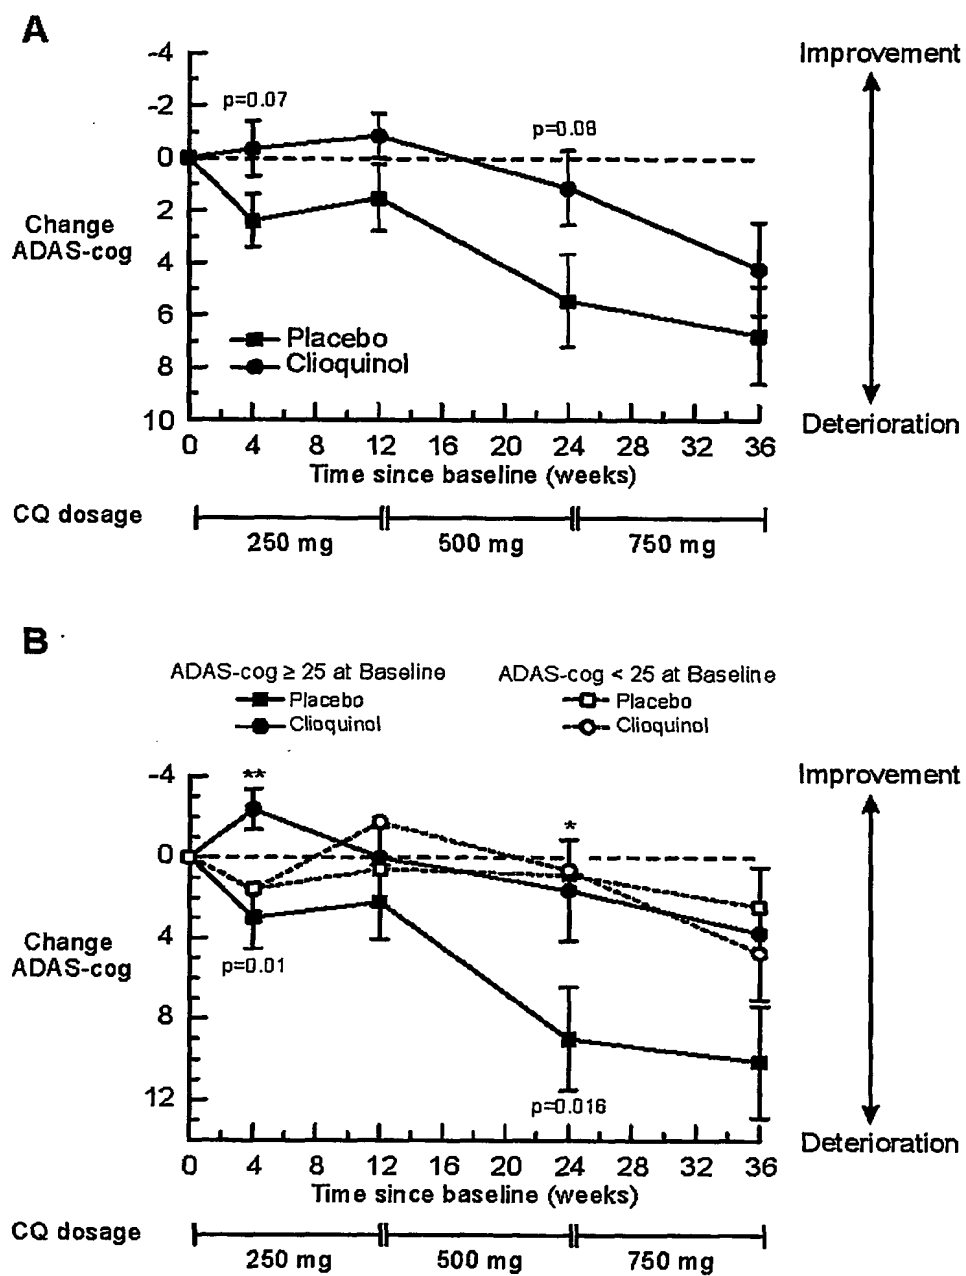 A
Improvement
-4
-2
0
2
4
6
8
10
p=0.07
p=0.08
Change
ADAS-cog
Placebo
Clioquinol
Deterioration
0 4 8 12 16 20 24 28 32 36
Time since baseline (weeks)
CQ dosage
250 mg 500 mg 750 mg
B
ADAS-cog ≥ 25 at Baseline
Placebo
Clioquinol
ADAS-cog < 25 at Baseline
Placebo
Clioquinol
Improvement
-4
0
4
8
12
**
*
Change
ADAS-cog
p=0.01
p=0.016
Deterioration
0 4 8 12 16 20 24 28 32 36
Time since baseline (weeks)
CQ dosage
250 mg 500 mg 750 mg